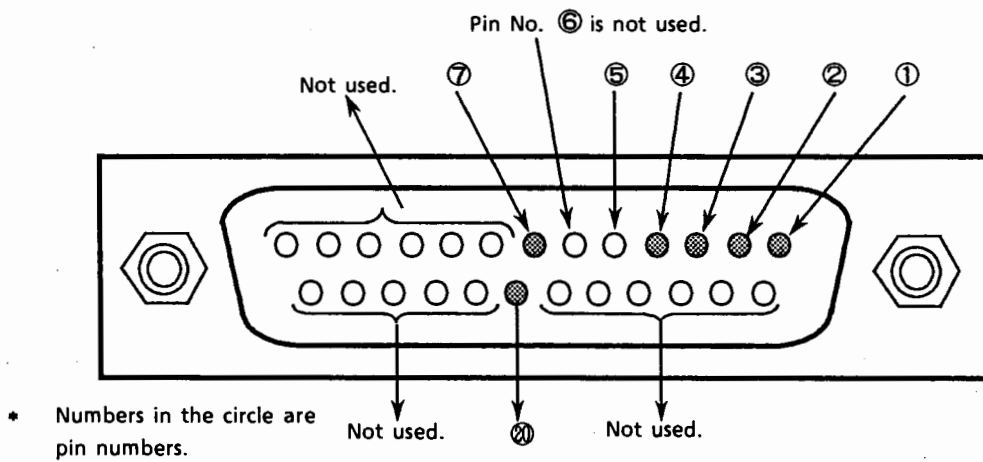 Pin No. ⑥ is not used.
Not used.
⑦ ⑤ ④ ③ ② ①
* Numbers in the circle are
pin numbers.
Not used.
⑳
Not used.